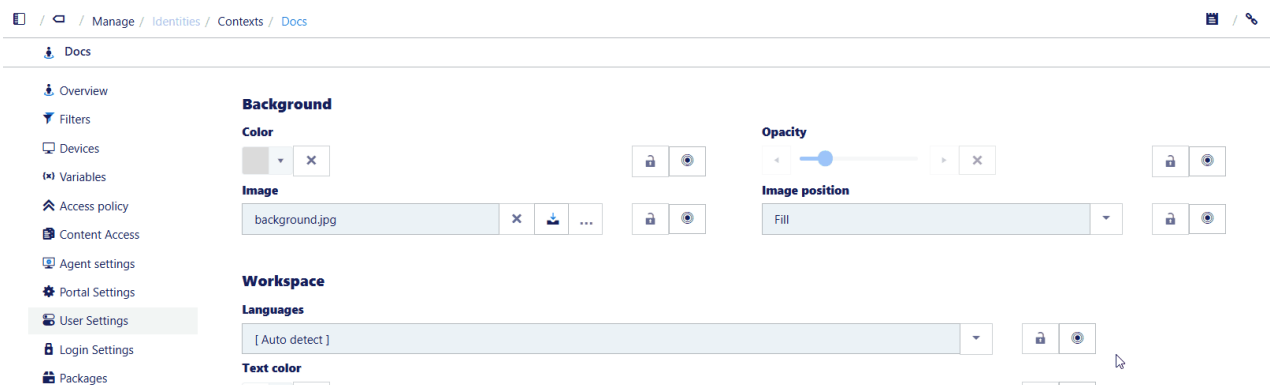 / / Manage / Identities / Contexts / Docs /
Docs
Overview
Filters
Devices
Variables
Access policy
Content Access
Agent settings
Portal Settings
User Settings
Login Settings
Packages
Background
Color
Opacity
Image
Image position
background.jpg
...
Fill
Workspace
Languages
[ Auto detect ]
Text color